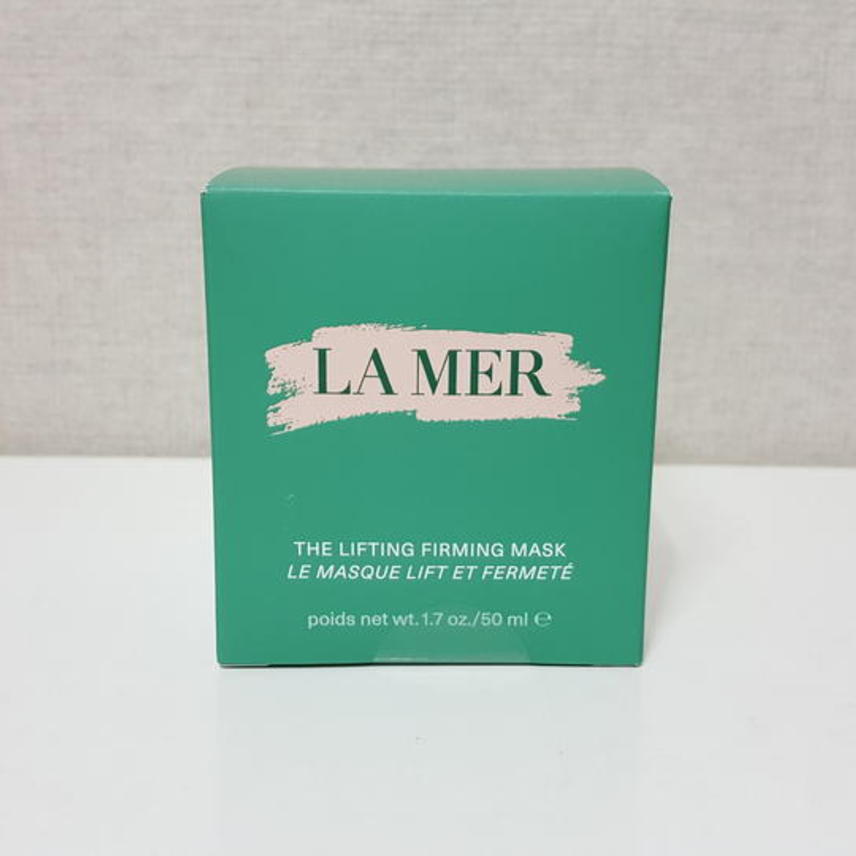 LA MER
THE LIFTING FIRMING MASK
LE MASQUE LIFT ET FERMETÉ
poids net wt. 1.7 oz./50 ml ℮